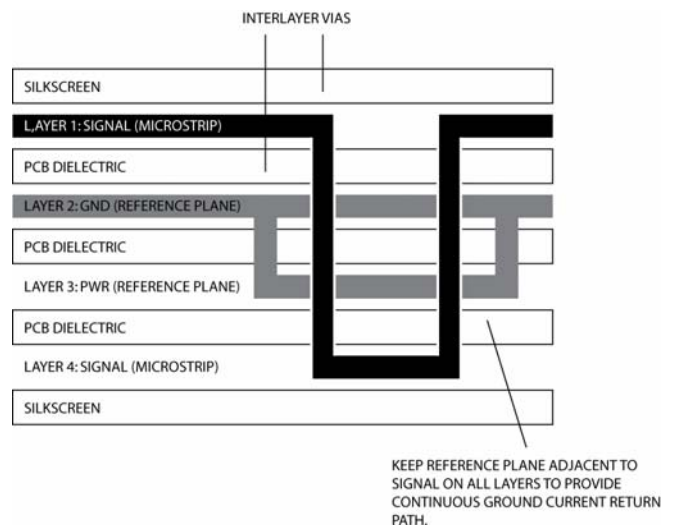 INTERLAYER VIAS
SILKSCREEN
L,AYER 1: SIGNAL (MICROSTRIP)
PCB DIELECTRIC
LAYER 2: GND (REFERENCE PLANE)
PCB DIELECTRIC
LAYER 3: PWR (REFERENCE PLANE)
PCB DIELECTRIC
LAYER 4: SIGNAL (MICROSTRIP)
SILKSCREEN
KEEP REFERENCE PLANE ADJACENT TO
SIGNAL ON ALL LAYERS TO PROVIDE
CONTINUOUS GROUND CURRENT RETURN
PATH.